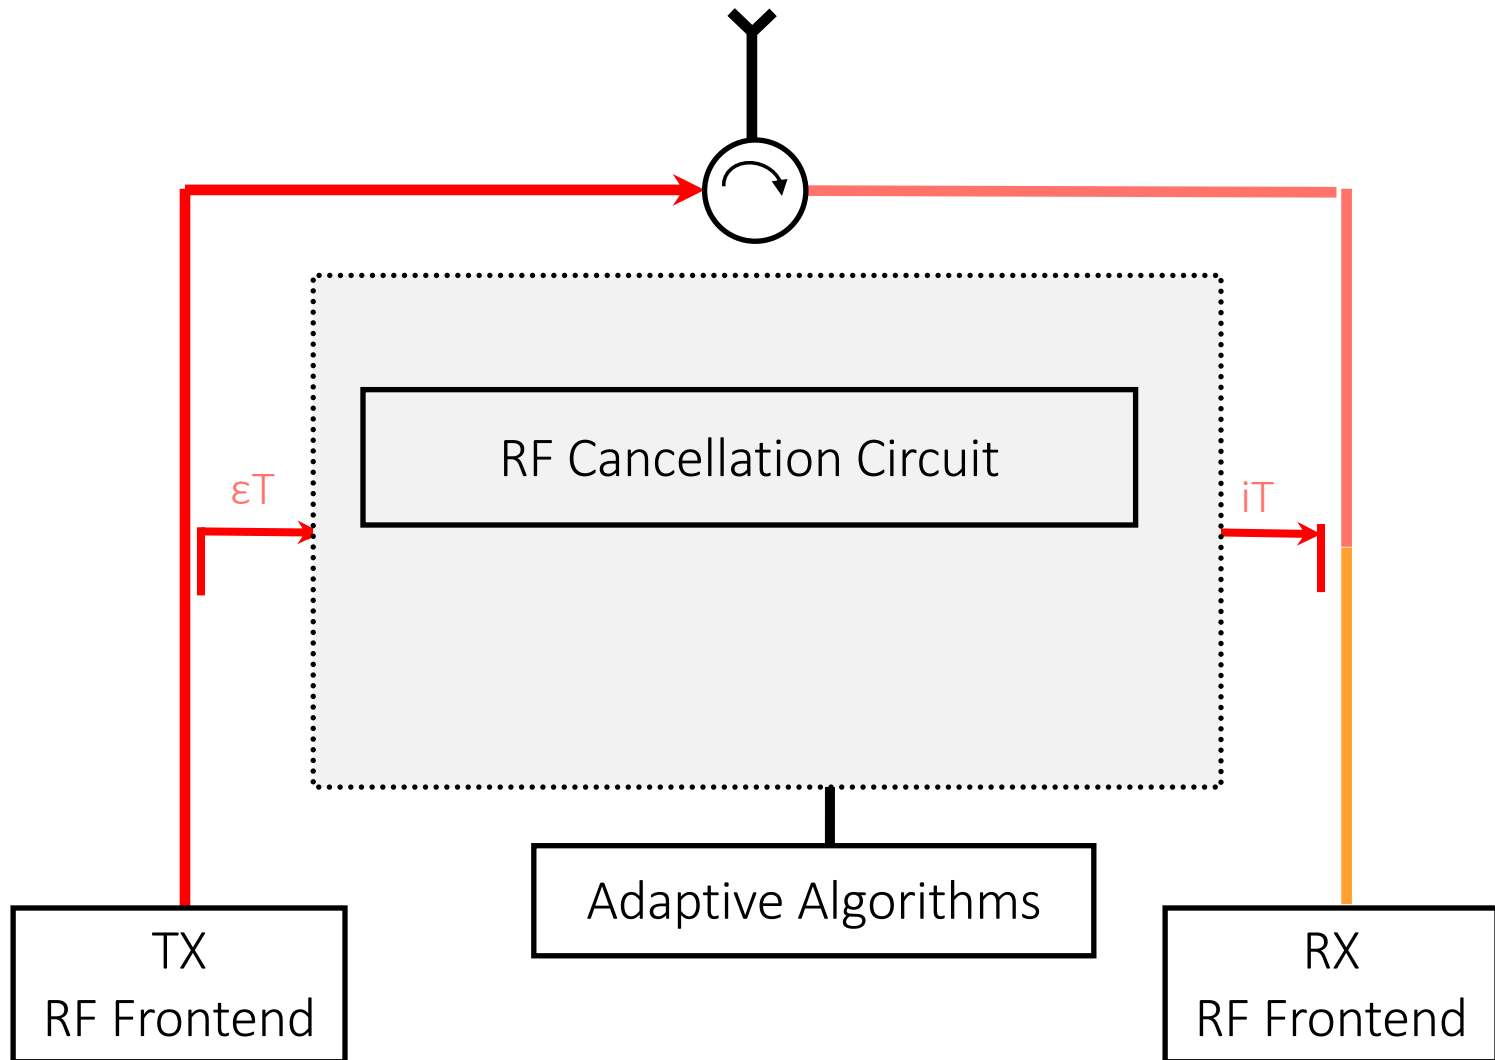 RF Cancellation Circuit
εT
iT
Adaptive Algorithms
TX
RF Frontend
RX
RF Frontend